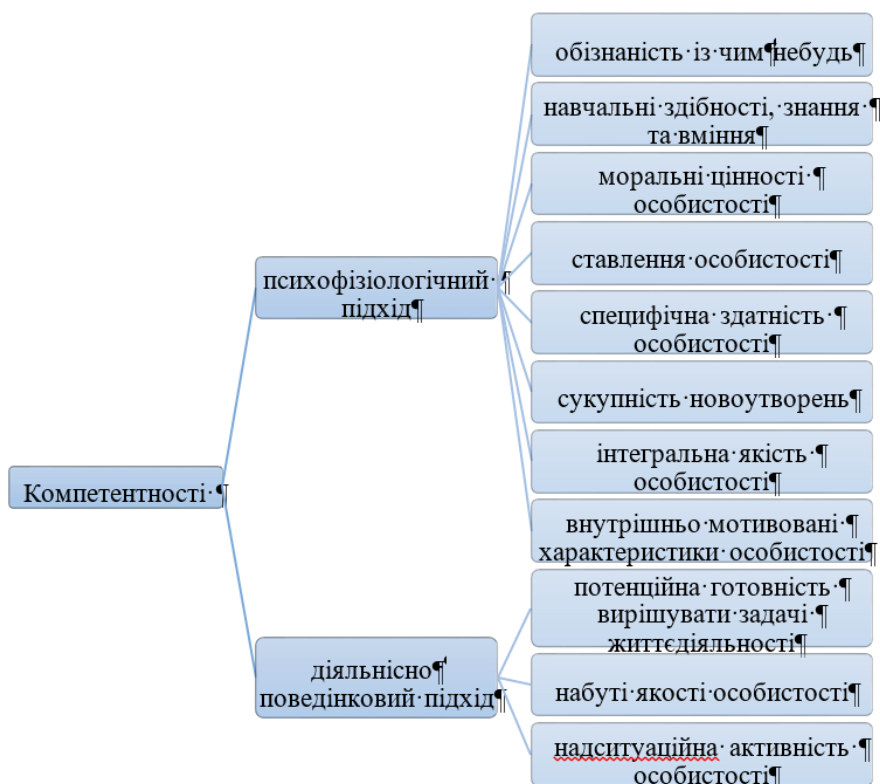 обізнаність із чим небудь
навчальні здібності, знання
та вміння
моральні цінності
особистості
ставлення особистості
психофізіологічний
підхід
специфічна здатність
особистості
сукупність новоутворень
інтегральна якість
особистості
Компетентності
внутрішньо мотивовані
характеристики особистості
потенційна готовність
вирішувати задачі
життєдіяльності
діяльнісно
поведінковий підхід
набуті якості особистості
надситуаційна активність
особистості